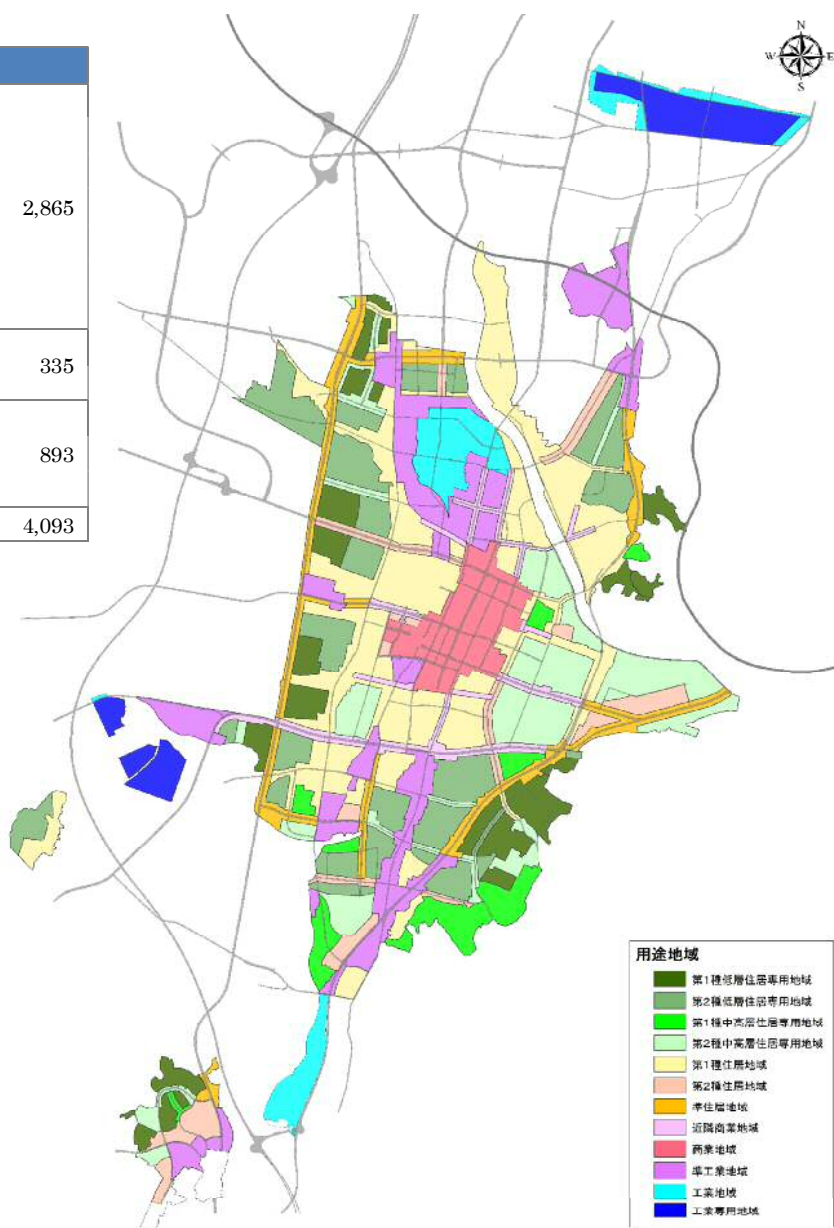 N
W
E
S
2,865
335
893
4,093
用途地域
第1種低層住居専用地域
第2種低層住居専用地域
第1種中高層住居専用地域
第2種中高層住居専用地域
第1種住居地域
第2種住居地域
準住居地域
近隣商業地域
商業地域
準工業地域
工業地域
工業専用地域